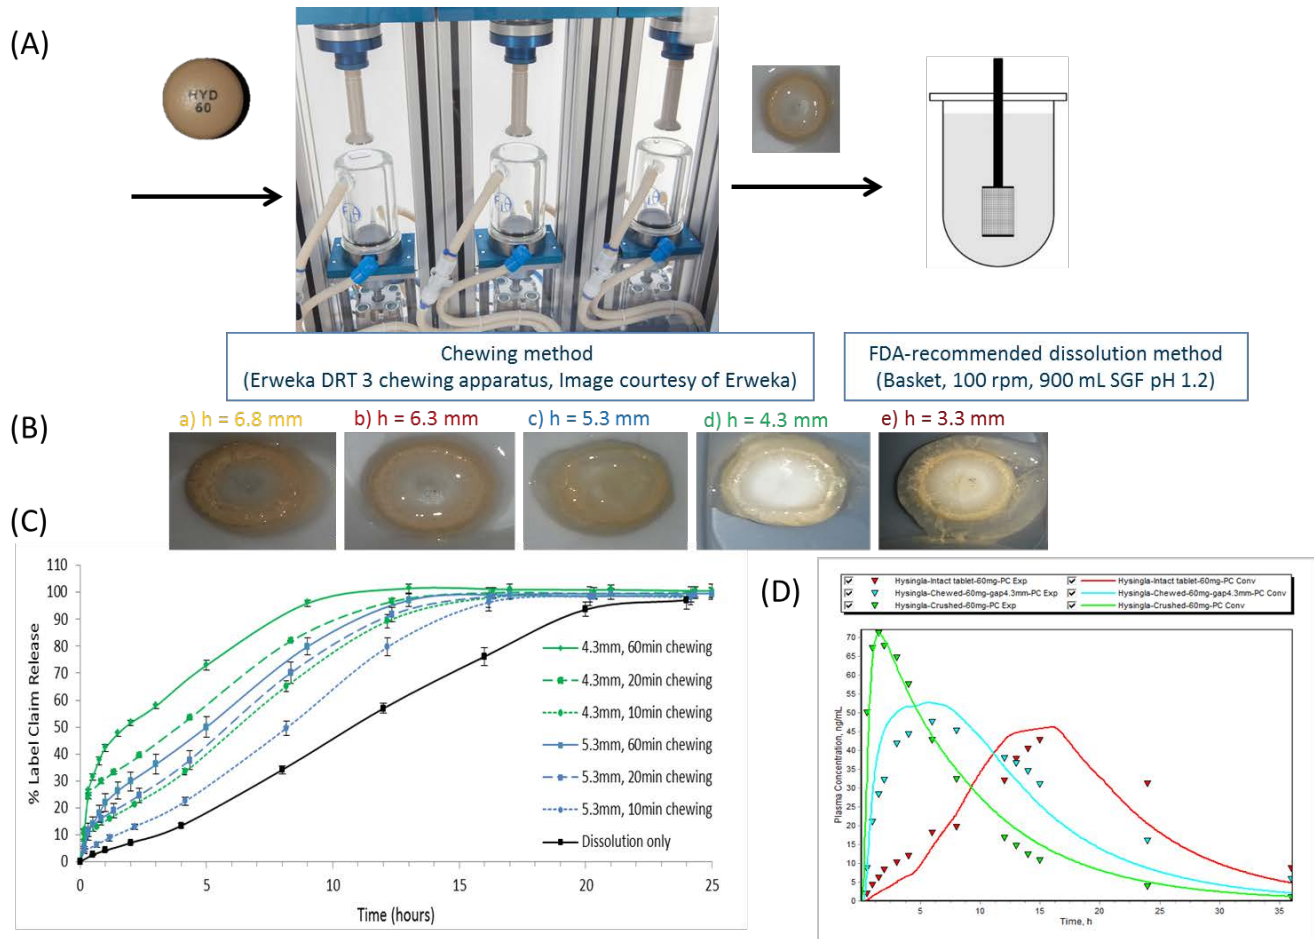 (A)
HYD
60
Chewing method
(Erweka DRT 3 chewing apparatus, Image courtesy of Erweka)
FDA-recommended dissolution method
(Basket, 100 rpm, 900 mL SGF pH 1.2)
(B)
a) h = 6.8 mm
b) h = 6.3 mm
c) h = 5.3 mm
d) h = 4.3 mm
e) h = 3.3 mm
(C)
% Label Claim Release
110
100
90
80
70
60
50
40
30
20
10
0
0
5
10
15
20
25
Time (hours)
4.3mm, 60min chewing
4.3mm, 20min chewing
4.3mm, 10min chewing
5.3mm, 60min chewing
5.3mm, 20min chewing
5.3mm, 10min chewing
Dissolution only
(D)
Hysingla-Intact tablet-60mg-PC Exp
Hysingla-Intact tablet-60mg-PC Conv
Hysingla-Chewed-60mg-gap4.3mm-PC Exp
Hysingla-Chewed-60mg-gap4.3mm-PC Conv
Hysingla-Crushed-60mg-PC Exp
Hysingla-Crushed-60mg-PC Conv
Plasma Concentration, ng/mL
70
65
60
55
50
45
40
35
30
25
20
15
10
5
0
5
10
15
20
25
30
35
Time, h